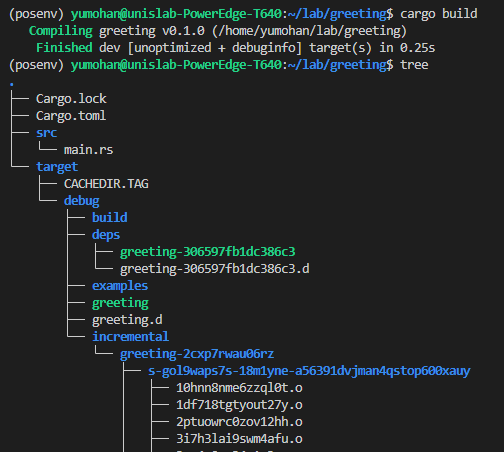 (posenv) yumohan@unislab-PowerEdge-T640:~/lab/greeting$ cargo build
   Compiling greeting v0.1.0 (/home/yumohan/lab/greeting)
    Finished dev [unoptimized + debuginfo] target(s) in 0.25s
(posenv) yumohan@unislab-PowerEdge-T640:~/lab/greeting$ tree
.
├── Cargo.lock
├── Cargo.toml
├── src
│   └── main.rs
└── target
    ├── CACHEDIR.TAG
    └── debug
        ├── build
        ├── deps
        │   ├── greeting-306597fb1dc386c3
        │   └── greeting-306597fb1dc386c3.d
        ├── examples
        ├── greeting
        ├── greeting.d
        └── incremental
            └── greeting-2cxp7rwau06rz
                ├── s-gol9waps7s-18m1yne-a56391dvjman4qstop600xauy
                │   ├── 10hnn8nme6zzql0t.o
                │   ├── 1df718tgtyout27y.o
                │   ├── 2ptuowrc0zov12hh.o
                │   ├── 3i7h3lai9swm4afu.o